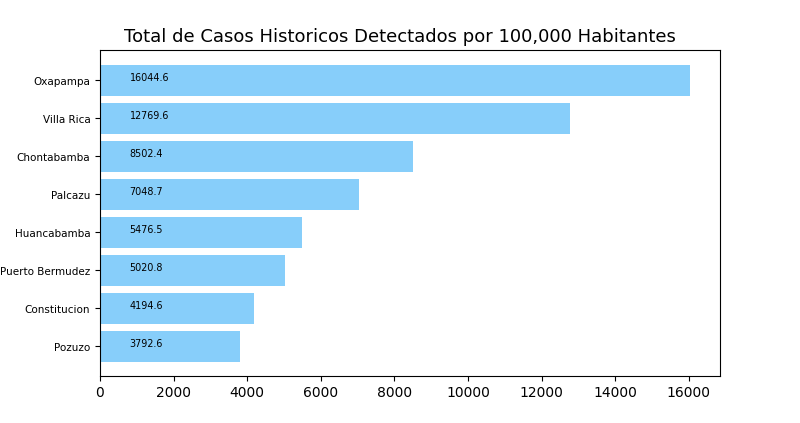 Total de Casos Historicos Detectados por 100,000 Habitantes
Oxapampa 16044.6
Villa Rica 12769.6
Chontabamba 8502.4
Palcazu 7048.7
Huancabamba 5476.5
Puerto Bermudez 5020.8
Constitucion 4194.6
Pozuzo 3792.6
0 2000 4000 6000 8000 10000 12000 14000 16000